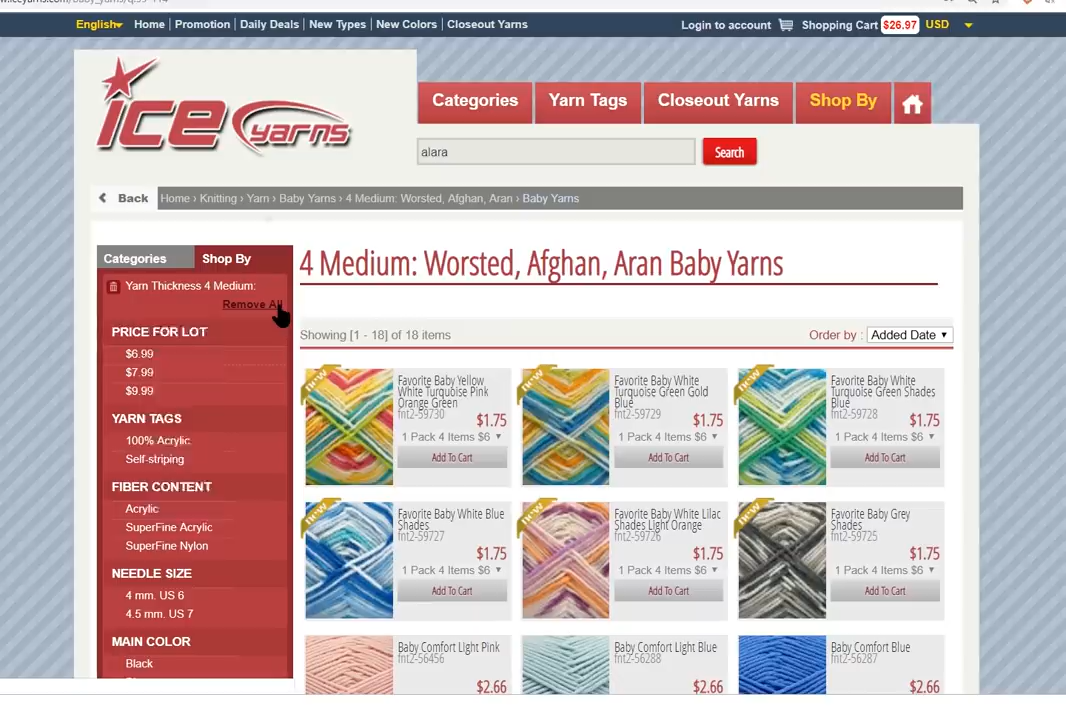 English
Home | Promotion | Daily Deals | New Types | New Colors | Closeout Yarns
Login to account
Shopping Cart $26.97 USD
ice yarns
Categories
Yarn Tags
Closeout Yarns
Shop By
alara
Search
Back
Home › Knitting › Yarn › Baby Yarns › 4 Medium: Worsted, Afghan, Aran › Baby Yarns
Categories
Shop By
Yarn Thickness 4 Medium:
Remove All
PRICE FOR LOT
$6.99
$7.99
$9.99
YARN TAGS
100% Acrylic
Self-striping
FIBER CONTENT
Acrylic
SuperFine Acrylic
SuperFine Nylon
NEEDLE SIZE
4 mm. US 6
4.5 mm. US 7
MAIN COLOR
Black
4 Medium: Worsted, Afghan, Aran Baby Yarns
Showing [1 - 18] of 18 items
Order by : Added Date
new
Favorite Baby Yellow
White Turquoise Pink
Orange Green
fnt2-59730
$1.75
1 Pack 4 Items $6
Add To Cart
new
Favorite Baby White
Turquoise Green Gold
Blue
fnt2-59729
$1.75
1 Pack 4 Items $6
Add To Cart
new
Favorite Baby White
Turquoise Green Shades
Blue
fnt2-59728
$1.75
1 Pack 4 Items $6
Add To Cart
new
Favorite Baby White Blue
Shades
fnt2-59727
$1.75
1 Pack 4 Items $6
Add To Cart
new
Favorite Baby White Lilac
Shades Light Orange
fnt2-59726
$1.75
1 Pack 4 Items $6
Add To Cart
new
Favorite Baby Grey
Shades
fnt2-59725
$1.75
1 Pack 4 Items $6
Add To Cart
Baby Comfort Light Pink
fnt2-56455
$2.66
Baby Comfort Light Blue
fnt2-56288
$2.66
Baby Comfort Blue
fnt2-56287
$2.66